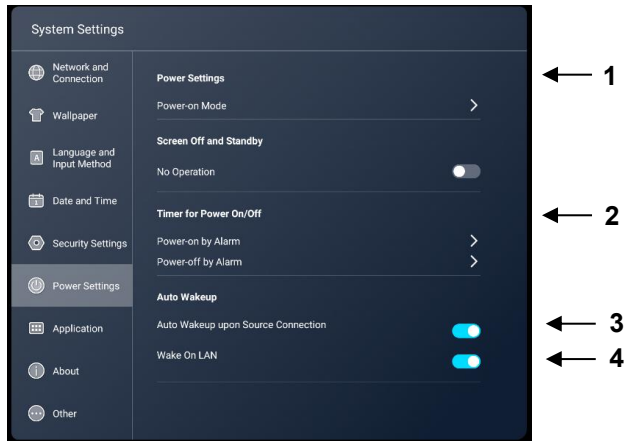 System Settings
Network and
Connection
Wallpaper
A
Language and
Input Method
1
Date and Time
Security Settings
Power Settings
Application
About
Other
Power Settings
Power-on Mode
Screen Off and Standby
No Operation
Timer for Power On/Off
Power-on by Alarm
Power-off by Alarm
Auto Wakeup
Auto Wakeup upon Source Connection
Wake On LAN
1
2
3
4